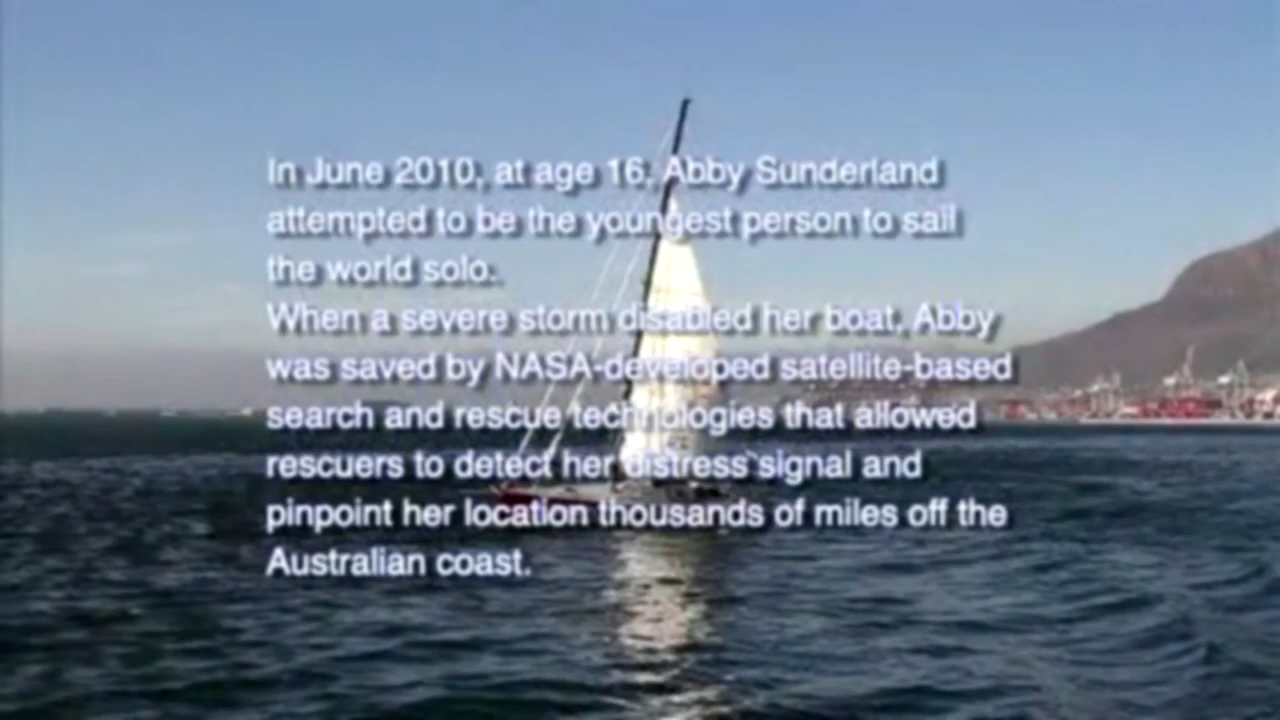 In June 2010, at age 16, Abby Sunderland
attempted to be the youngest person to sail
the world solo.
When a severe storm disabled her boat, Abby
was saved by NASA-developed satellite-based
search and rescue technologies that allowed
rescuers to detect her distress signal and
pinpoint her location thousands of miles off the
Australian coast.